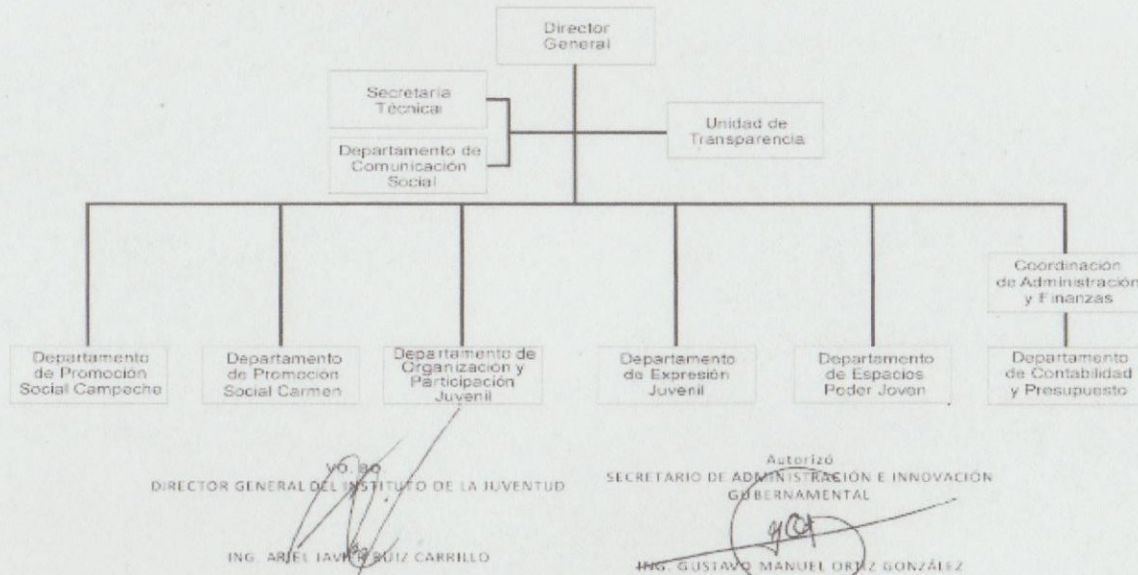 Director
General
Secretaría
Técnical
Departamento de
Comunicación
Social
Unidad de
Transparencia
Coordinación
de Administración
y Finanzas
Departamento
de Promoción
Social Campeche
Departamento
de Promoción
Social Carmen
Departamento de
Organización y
Participación
Juvenil
Departamento
de Expresión
Juvenil
Departamento
de Espacios
Poder Joven
Departamento
de Contabilidad
y Presupuesto
VO. BO.
DIRECTOR GENERAL DEL INSTITUTO DE LA JUVENTUD
ING. ARIEL JAVIER RUIZ CARRILLO
Autorizó
SECRETARIO DE ADMINISTRACIÓN E INNOVACIÓN
GUBERNAMENTAL
ING. GUSTAVO MANUEL ORTIZ GONZÁLEZ